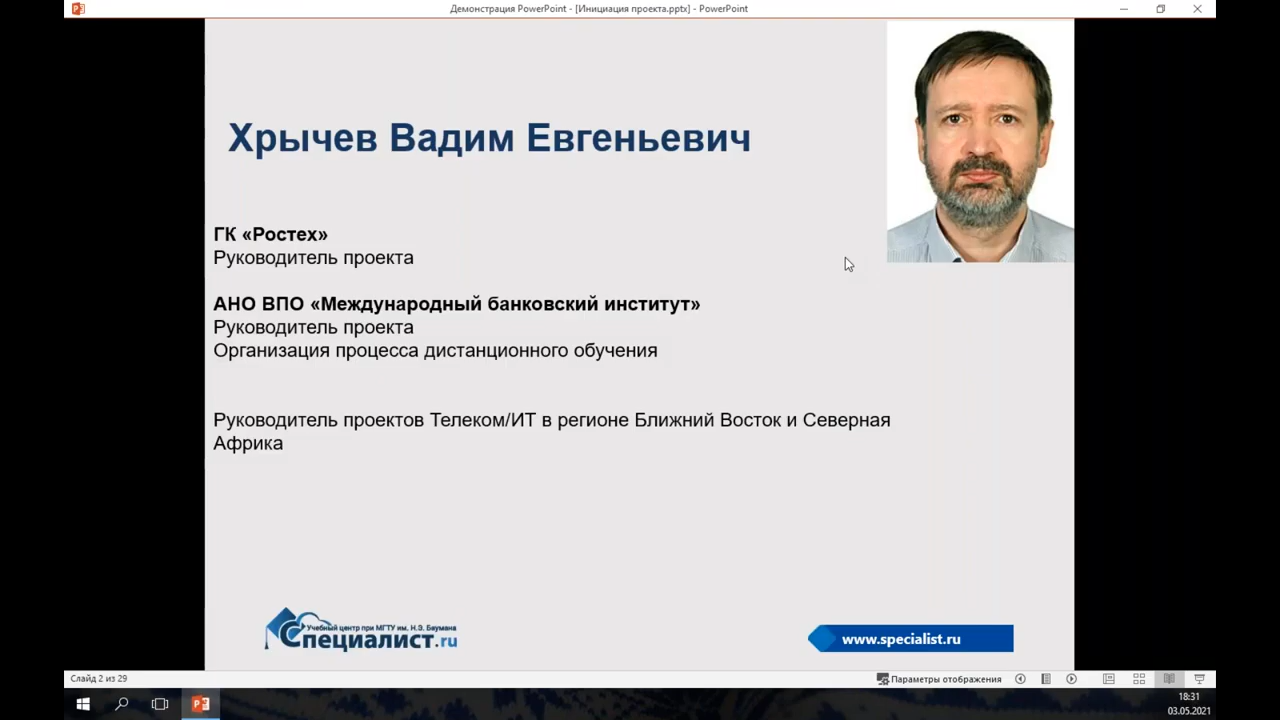 Демонстрация PowerPoint - [Инициация проекта.pptx] - PowerPoint
Хрычев Вадим Евгеньевич
ГК «Ростех»
Руководитель проекта
АНО ВПО «Международный банковский институт»
Руководитель проекта
Организация процесса дистанционного обучения
Руководитель проектов Телеком/ИТ в регионе Ближний Восток и Северная
Африка
Учебный центр при МГТУ им. Н.Э. Баумана
Специалист.ru
www.specialist.ru
Слайд 2 из 29
Параметры отображения
18:31
03.05.2021